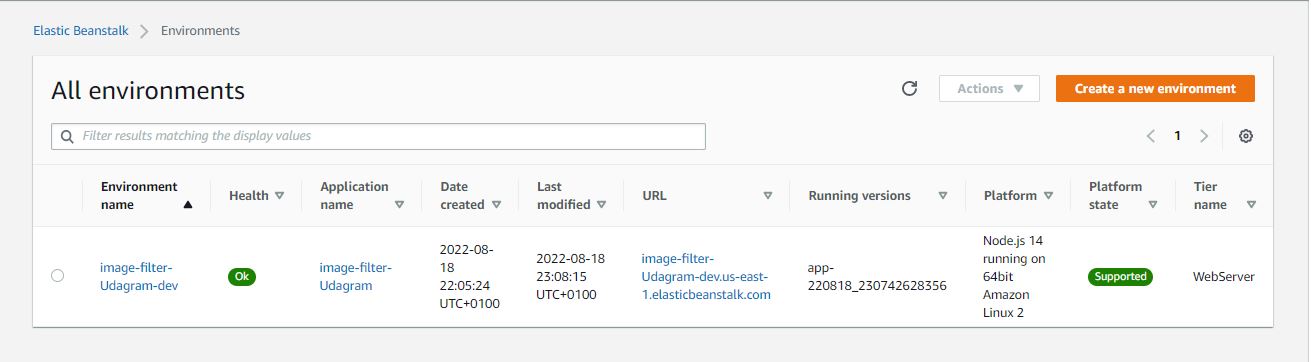 Elastic Beanstalk > Environments
All environments
Actions
Create a new environment
Filter results matching the display values
1
Environment
name
Health
Application
name
Date
created
Last
modified
URL
Running versions
Platform
Platform
state
Tier
name
image-filter-
Udagram-dev
Ok
image-filter-
Udagram
2022-08-
18
22:05:24
UTC+0100
2022-08-18
23:08:15
UTC+0100
image-filter-
Udagram-dev.us-east-
1.elasticbeanstalk.com
app-
220818_230742628356
Node.js 14
running on
64bit
Amazon
Linux 2
Supported
WebServer